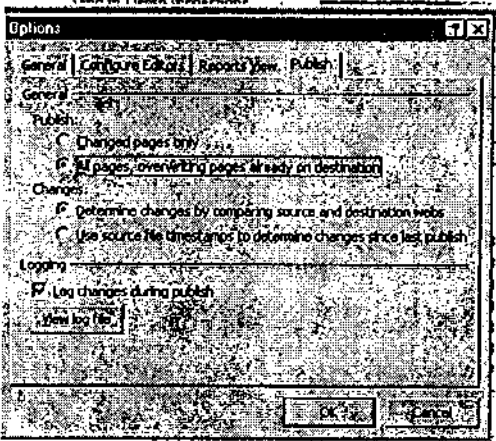 Options
General Configure Editors Reports View Publish
General
Publish:
Changed pages only
All pages, overwriting pages already on destination
Changes
Determine changes by comparing source and destination webs
Use source file timestamps to determine changes since last publish
Logging
Log changes during publish
View log file
OK Cancel